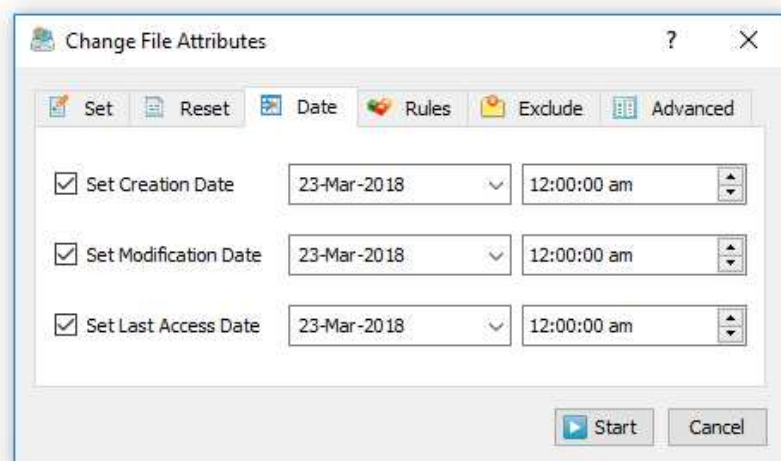 Change File Attributes ?
Set Reset Date Rules Exclude Advanced
Set Creation Date 23-Mar-2018 12:00:00 am
Set Modification Date 23-Mar-2018 12:00:00 am
Set Last Access Date 23-Mar-2018 12:00:00 am
Start Cancel